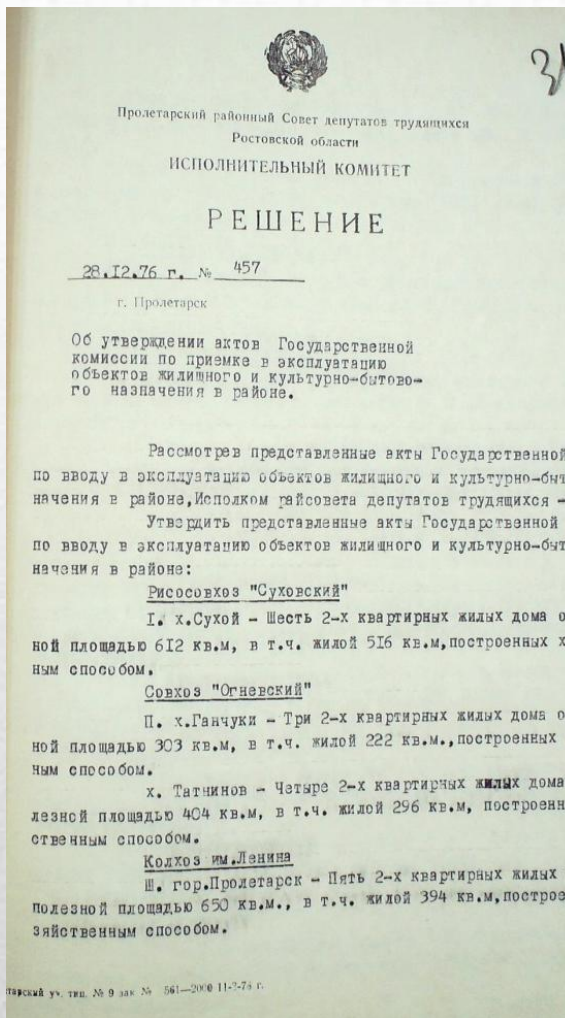 Пролетарский районный Совет депутатов трудящихся
Ростовской области
ИСПОЛНИТЕЛЬНЫЙ КОМИТЕТ
РЕШЕНИЕ
28.I2.76 г. № 457
г. Пролетарск
Об утверждении актов Государственной
комиссии по приемке в эксплуатацию
объектов жилищного и культурно-бытово-
го назначения в районе.
Рассмотрев представленные акты Государственной
по вводу в эксплуатацию объектов жилищного и культурно-быт
начения в районе,Исполком райсовета депутатов трудящихся -
Утвердить представленные акты Государственной
по вводу в эксплуатацию объектов жилищного и культурно-быт
начения в районе:
Рисосовхоз "Суховский"
I. х.Сухой - Шесть 2-х квартирных жилых дома о
ной площадью 612 кв.м, в т.ч. жилой 516 кв.м,построенных х
ным способом.
Совхоз "Огневский"
П. х.Ганчуки - Три 2-х квартирных жилых дома о
ной площадью 303 кв.м, в т.ч. жилой 222 кв.м.,построенных
ным способом.
х. Татнинов - Четыре 2-х квартирных жилых дома
лезной площадью 404 кв.м, в т.ч. жилой 296 кв.м, построенн
ственным способом.
Колхоз им.Ленина
Ш. гор.Пролетарск - Пять 2-х квартирных жилых
полезной площадью 650 кв.м., в т.ч. жилой 394 кв.м,построе
зяйственным способом.
тарский уч. тип. № 9 зак № 561—2000